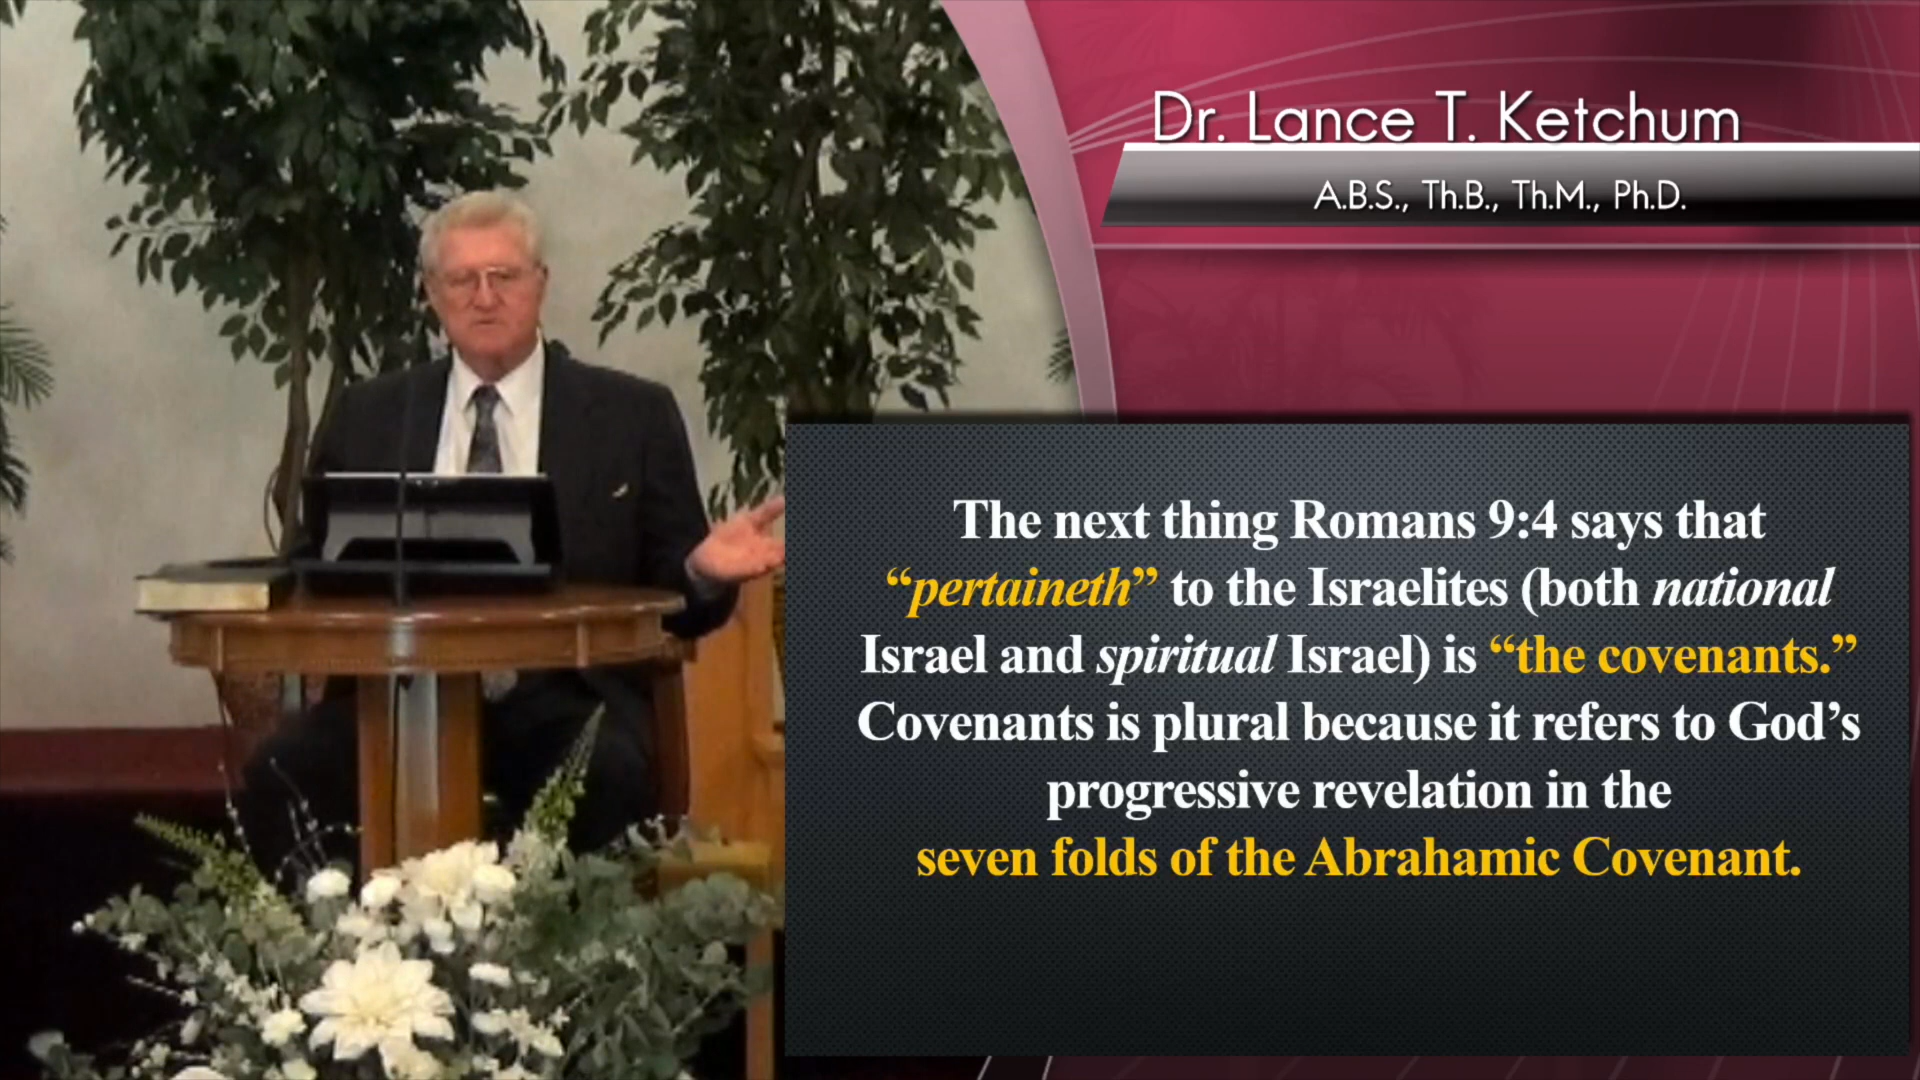 Dr. Lance T. Ketchum
A.B.S., Th.B., Th.M., Ph.D.
The next thing Romans 9:4 says that
“pertaineth” to the Israelites (both national
Israel and spiritual Israel) is “the covenants.”
Covenants is plural because it refers to God’s
progressive revelation in the
seven folds of the Abrahamic Covenant.